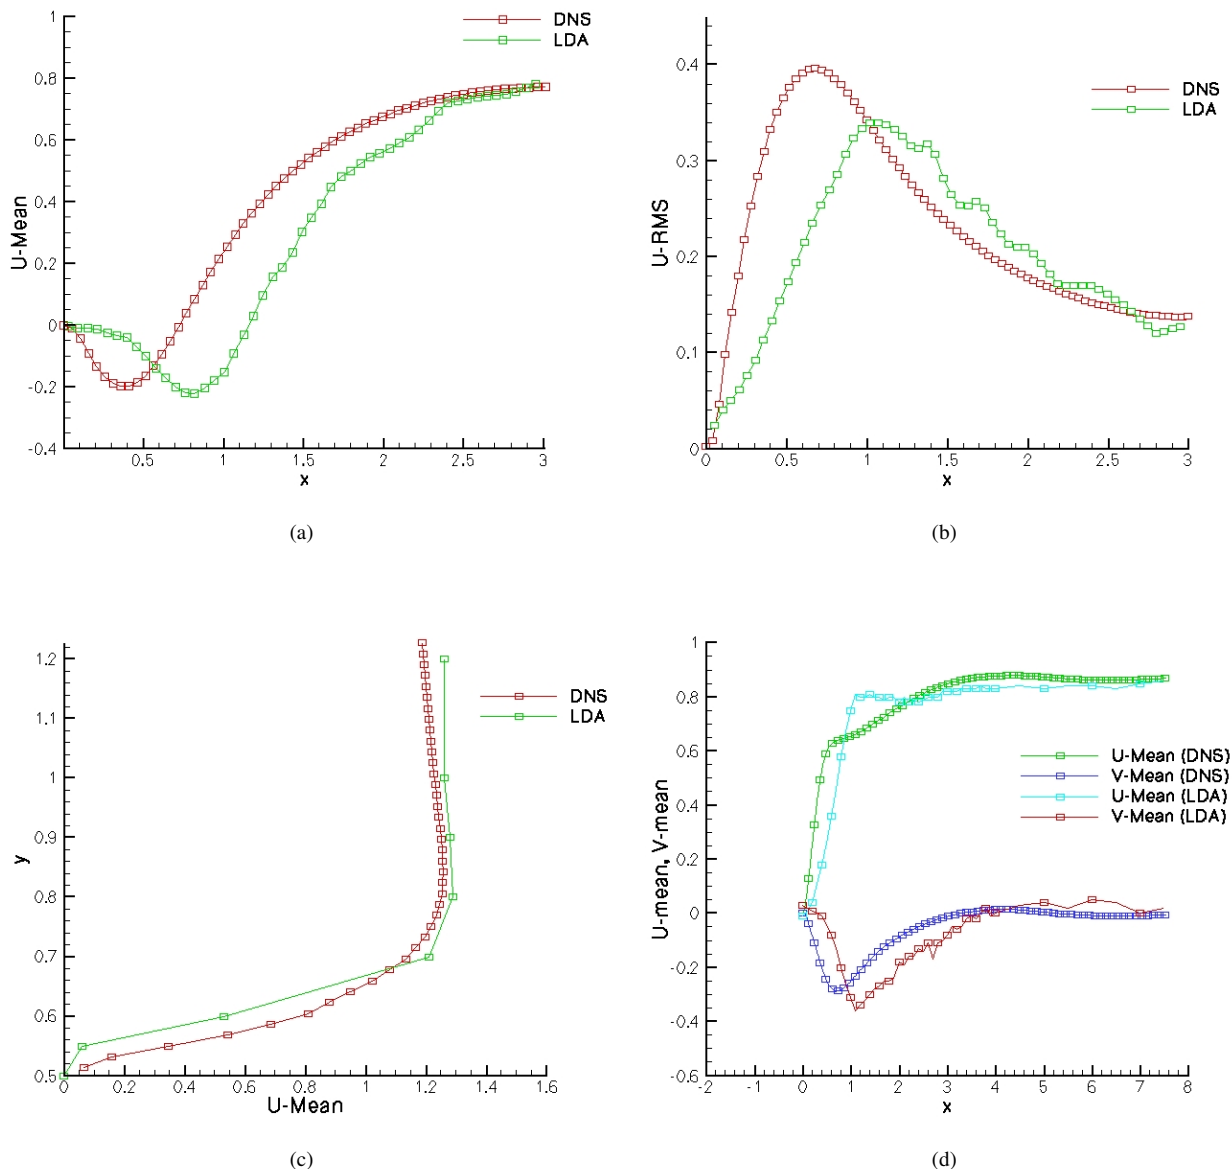 1
0.8
0.6
0.4
0.2
0
-0.2
-0.4
U-Mean
DNS
LDA
0.5 1 1.5 2 2.5 3
x
(a)
0.4
0.3
0.2
0.1
0
U-RMS
DNS
LDA
0 0.5 1 1.5 2 2.5 3
x
(b)
1.2
1.1
1
0.9
0.8
0.7
0.6
0.5
y
DNS
LDA
0 0.2 0.4 0.6 0.8 1 1.2 1.4 1.6
U-Mean
(c)
1
0.8
0.6
0.4
0.2
0
-0.2
-0.4
-0.6
U-mean, V-mean
U-Mean (DNS)
V-Mean (DNS)
U-Mean (LDA)
V-Mean (LDA)
-2 -1 0 1 2 3 4 5 6 7 8
x
(d)